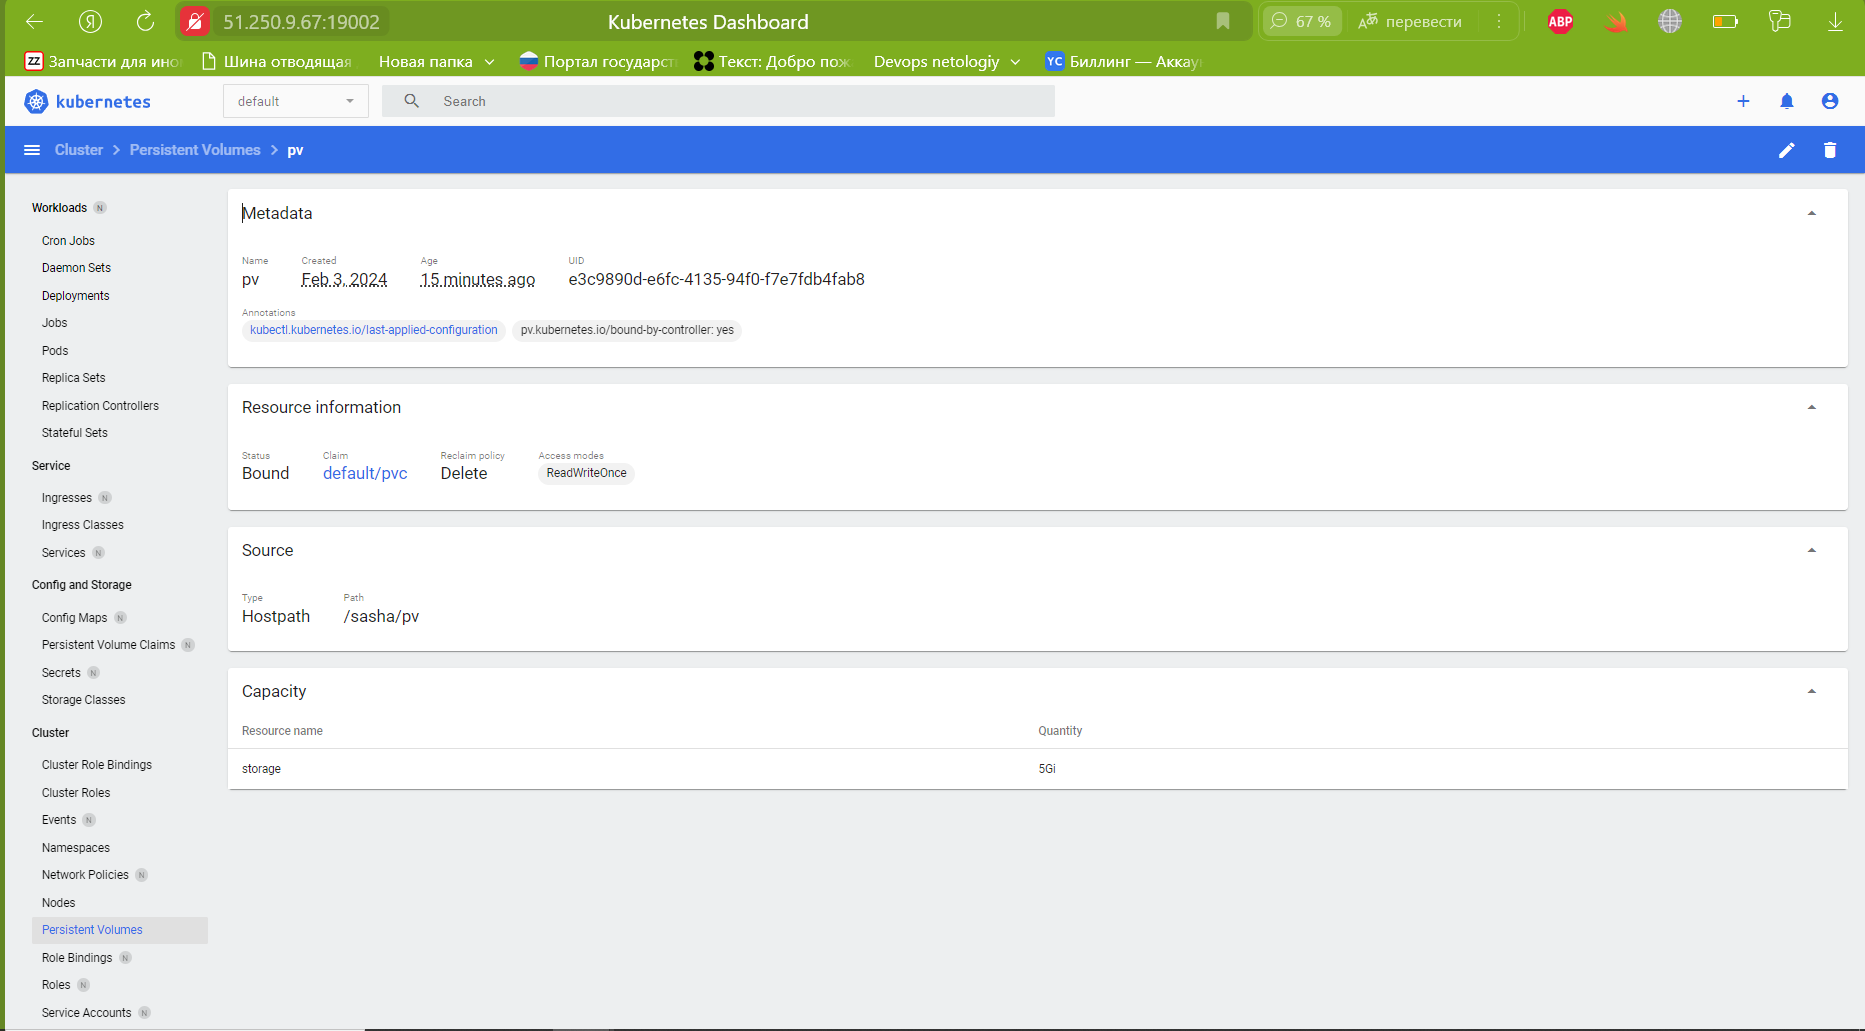 Я 51.250.9.67:19002 Kubernetes Dashboard 67 % перевести ABP
ZZ Запчасти для ино Шина отводящая Новая папка Портал государст Текст: Добро пож Devops netologiy YC Биллинг — Аккау
kubernetes default Search
Cluster Persistent Volumes pv
Workloads N
Cron Jobs
Daemon Sets
Deployments
Jobs
Pods
Replica Sets
Replication Controllers
Stateful Sets
Service
Ingresses N
Ingress Classes
Services N
Config and Storage
Config Maps N
Persistent Volume Claims N
Secrets N
Storage Classes
Cluster
Cluster Role Bindings
Cluster Roles
Events N
Namespaces
Network Policies N
Nodes
Persistent Volumes
Role Bindings N
Roles N
Service Accounts N
Metadata
Name Created Age UID
pv Feb 3, 2024 15 minutes ago e3c9890d-e6fc-4135-94f0-f7e7fdb4fab8
Annotations
kubectl.kubernetes.io/last-applied-configuration pv.kubernetes.io/bound-by-controller: yes
Resource information
Status Claim Reclaim policy Access modes
Bound default/pvc Delete ReadWriteOnce
Source
Type Path
Hostpath /sasha/pv
Capacity
Resource name Quantity
storage 5Gi